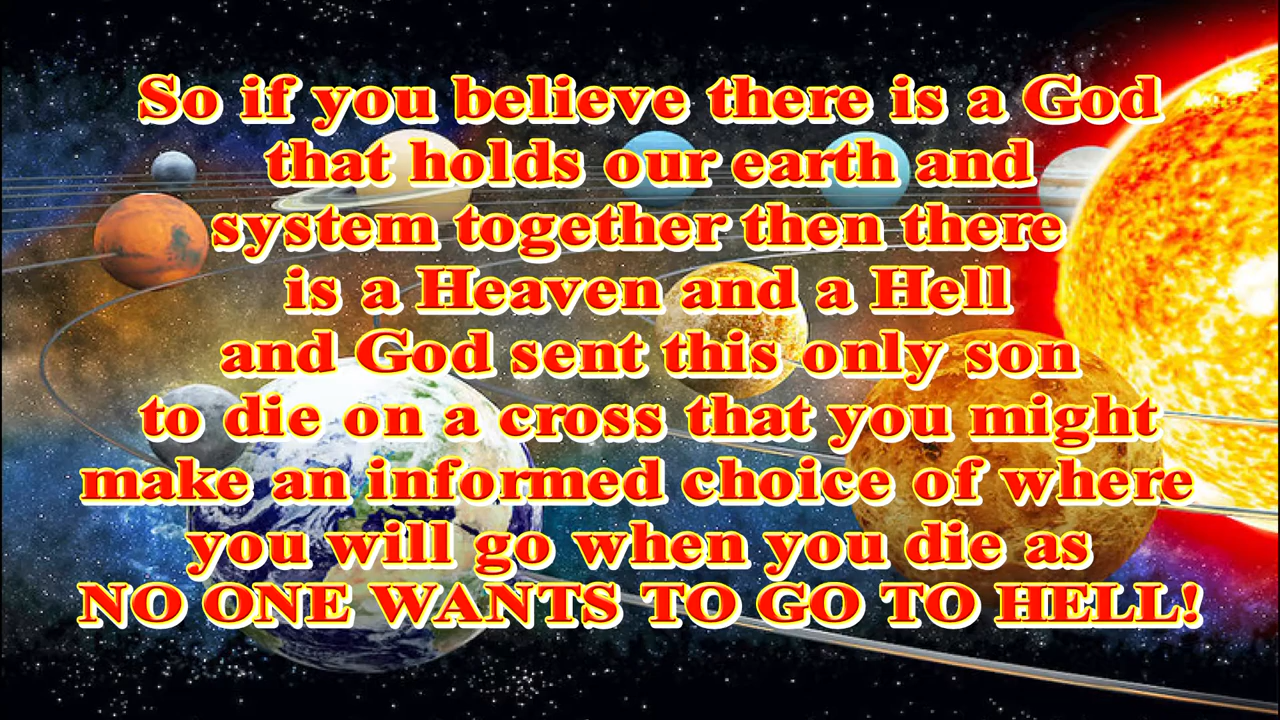 So if you believe there is a God
that holds our earth and
system together then there
is a Heaven and a Hell
and God sent this only son
to die on a cross that you might
make an informed choice of where
you will go when you die as
NO ONE WANTS TO GO TO HELL!